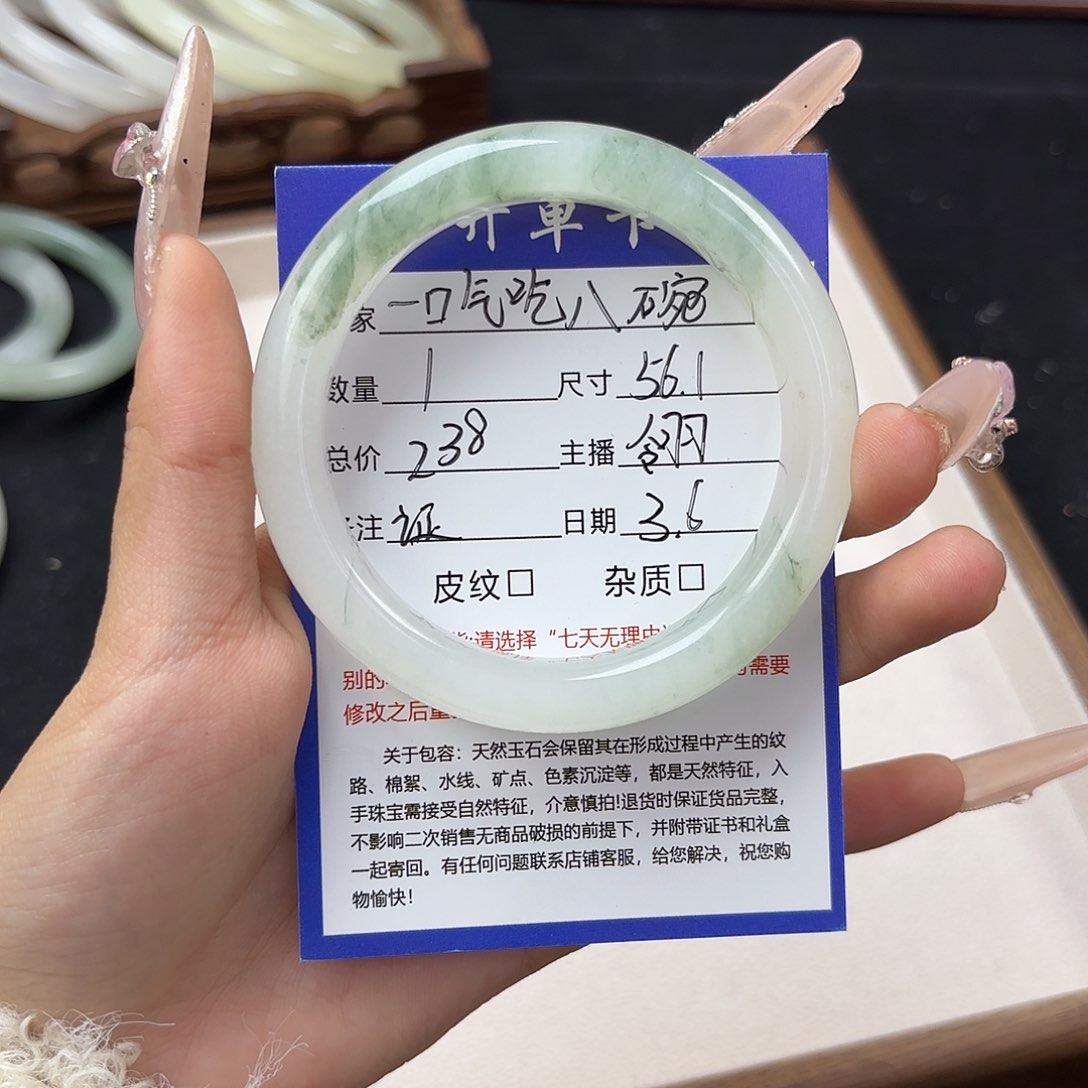 开单卡
家 一口气吃八碗
数量 1 尺寸 56.1
总价 238 主播 翎
注 证 日期 3.6
皮纹□ 杂质□
请选择“七天无理由
别的 需要
修改之后重
关于包容：天然玉石会保留其在形成过程中产生的纹
路、棉絮、水线、矿点、色素沉淀等，都是天然特征，入
手珠宝需接受自然特征，介意慎拍!退货时保证货品完整，
不影响二次销售无商品破损的前提下，并附带证书和礼盒
一起寄回。有任何问题联系店铺客服，给您解决，祝您购
物愉快！